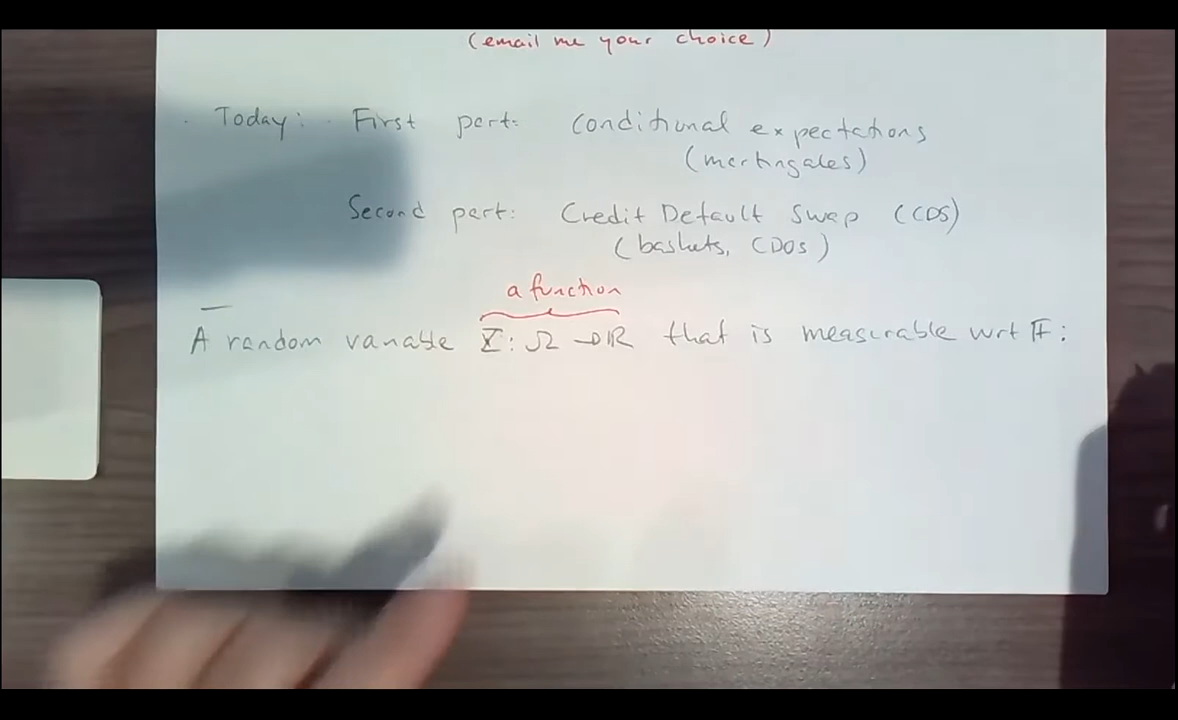 (email me your choice)
Today: First part: Conditional expectations
(martingales)
Second part: Credit Default Swap (CDS)
(baskets, CDOs)
a function
A random variable X: Ω → ℝ that is measurable wrt F: